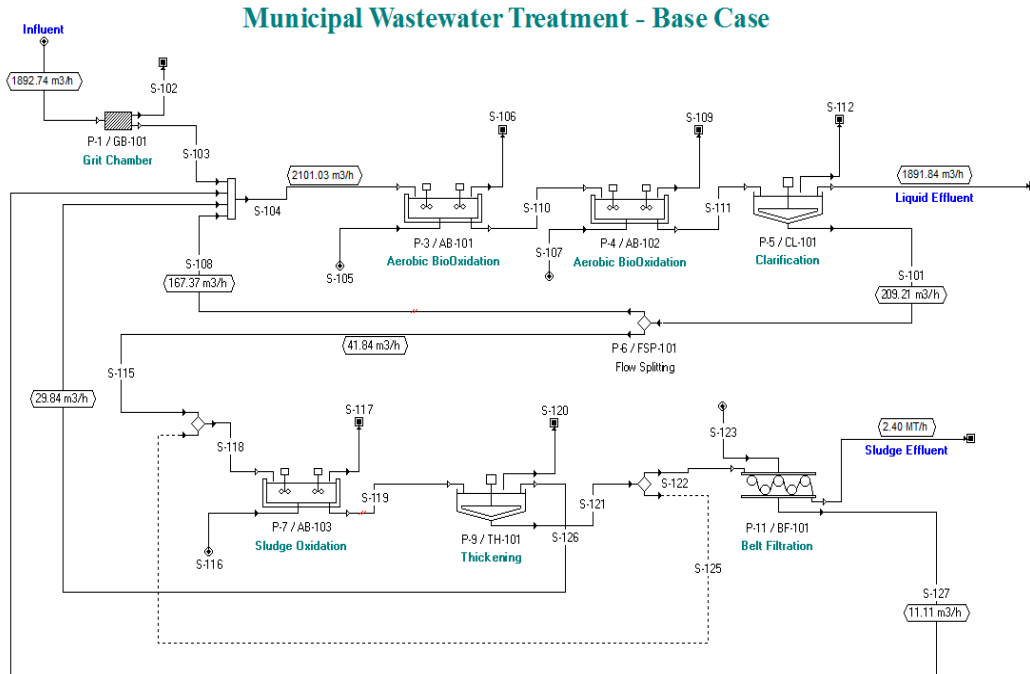 Municipal Wastewater Treatment - Base Case
Influent
1892.74 m3/h
S-102
P-1 / GB-101
Grit Chamber
S-103
2101.03 m3/h
S-104
S-106
S-105
P-3 / AB-101
Aerobic BioOxidation
S-110
S-109
S-107
P-4 / AB-102
Aerobic BioOxidation
S-111
S-112
P-5 / CL-101
Clarification
1891.84 m3/h
Liquid Effluent
S-101
209.21 m3/h
S-108
167.37 m3/h
41.84 m3/h
P-6 / FSP-101
Flow Splitting
S-115
29.84 m3/h
S-118
S-117
S-116
P-7 / AB-103
Sludge Oxidation
S-119
S-120
P-9 / TH-101
Thickening
S-126
S-121
S-122
S-125
S-123
P-11 / BF-101
Belt Filtration
2.40 MT/h
Sludge Effluent
S-127
11.11 m3/h